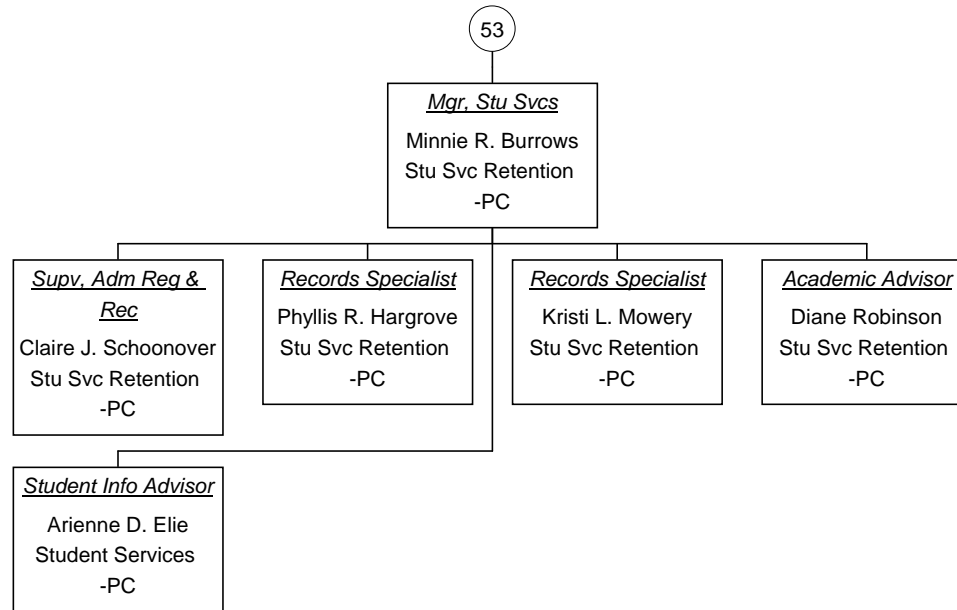 53
Mgr, Stu Svcs
Minnie R. Burrows
Stu Svc Retention
-PC
Supv, Adm Reg &
Rec
Claire J. Schoonover
Stu Svc Retention
-PC
Records Specialist
Phyllis R. Hargrove
Stu Svc Retention
-PC
Records Specialist
Kristi L. Mowery
Stu Svc Retention
-PC
Academic Advisor
Diane Robinson
Stu Svc Retention
-PC
Student Info Advisor
Arienne D. Elie
Student Services
-PC